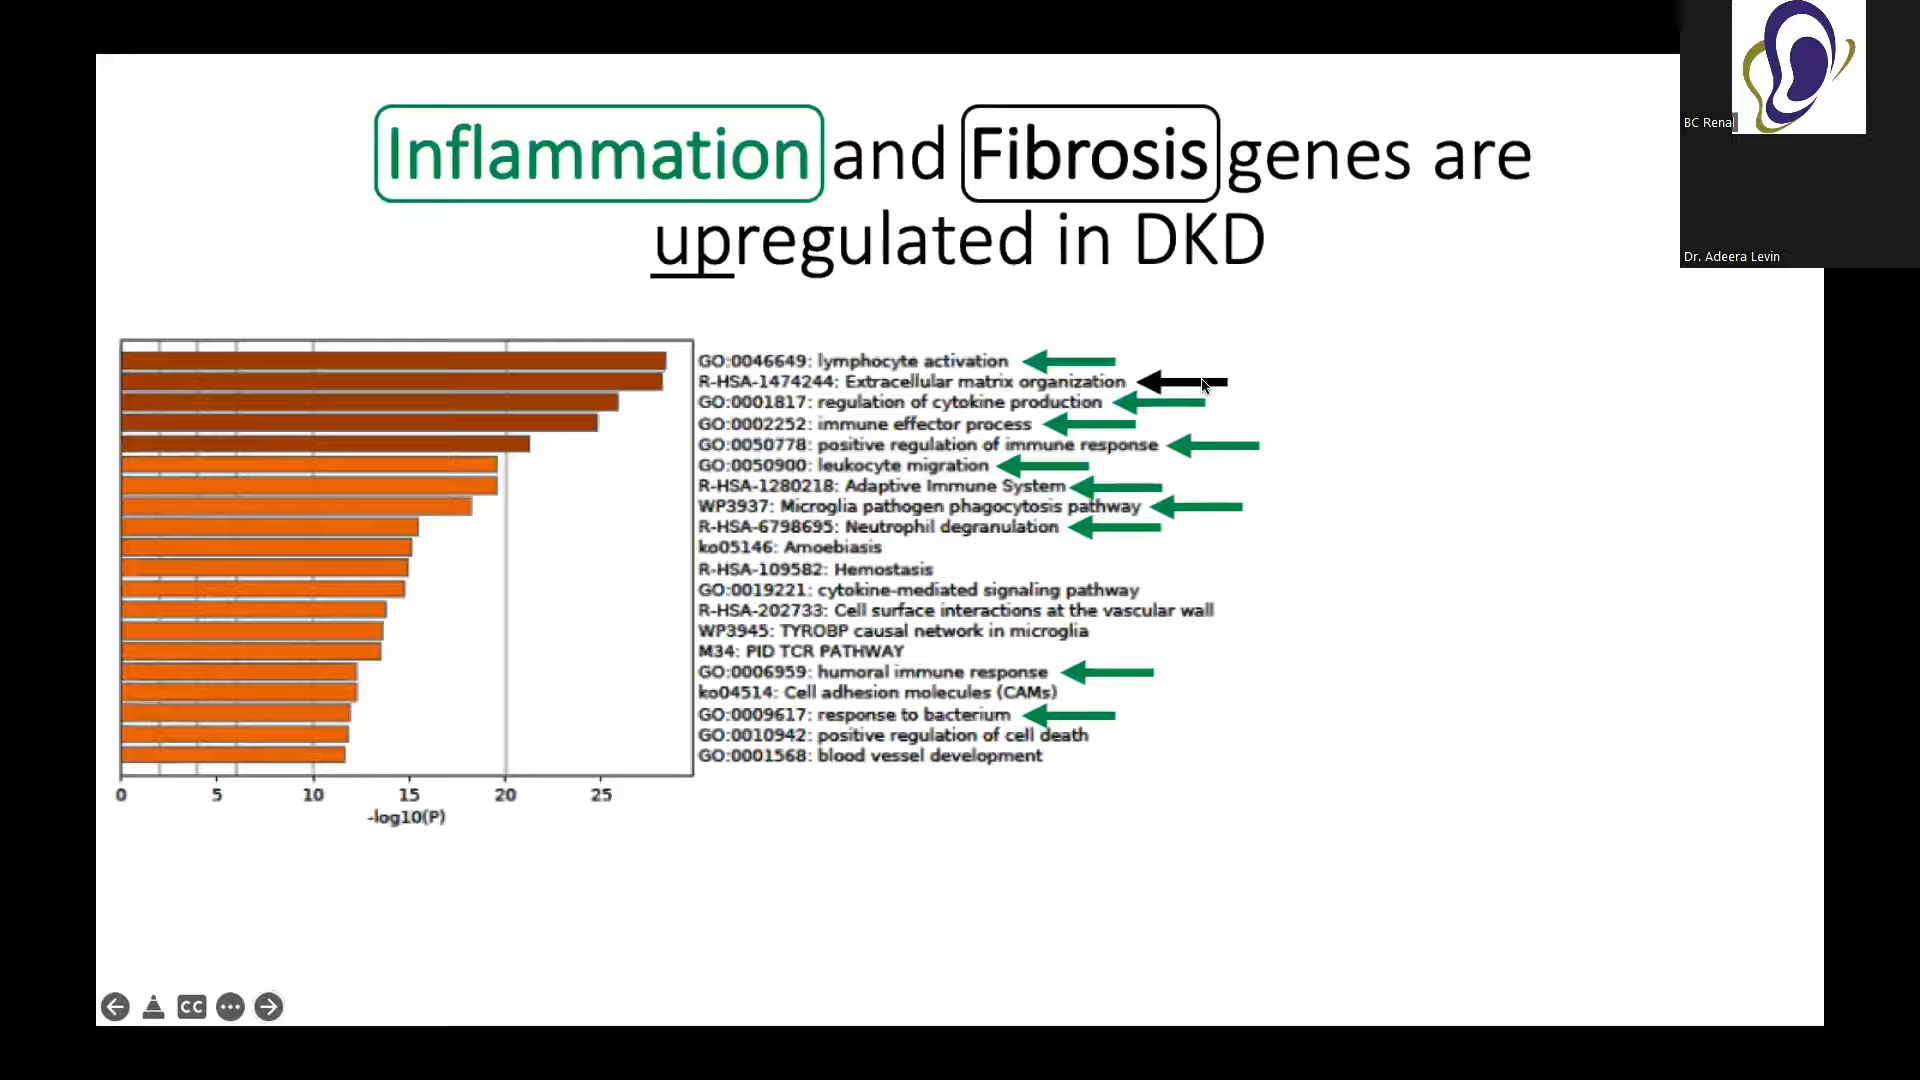 Inflammation and Fibrosis genes are
upregulated in DKD
BC Renal
Dr. Adeera Levin
GO:0046649: lymphocyte activation
R-HSA-1474244: Extracellular matrix organization
GO:0001817: regulation of cytokine production
GO:0002252: immune effector process
GO:0050778: positive regulation of immune response
GO:0050900: leukocyte migration
R-HSA-1280218: Adaptive Immune System
WP3937: Microglia pathogen phagocytosis pathway
R-HSA-6798695: Neutrophil degranulation
ko05146: Amoebiasis
R-HSA-109582: Hemostasis
GO:0019221: cytokine-mediated signaling pathway
R-HSA-202733: Cell surface interactions at the vascular wall
WP3945: TYROBP causal network in microglia
M34: PID TCR PATHWAY
GO:0006959: humoral immune response
ko04514: Cell adhesion molecules (CAMs)
GO:0009617: response to bacterium
GO:0010942: positive regulation of cell death
GO:0001568: blood vessel development
0 5 10 15 20 25
-log10(P)
CC